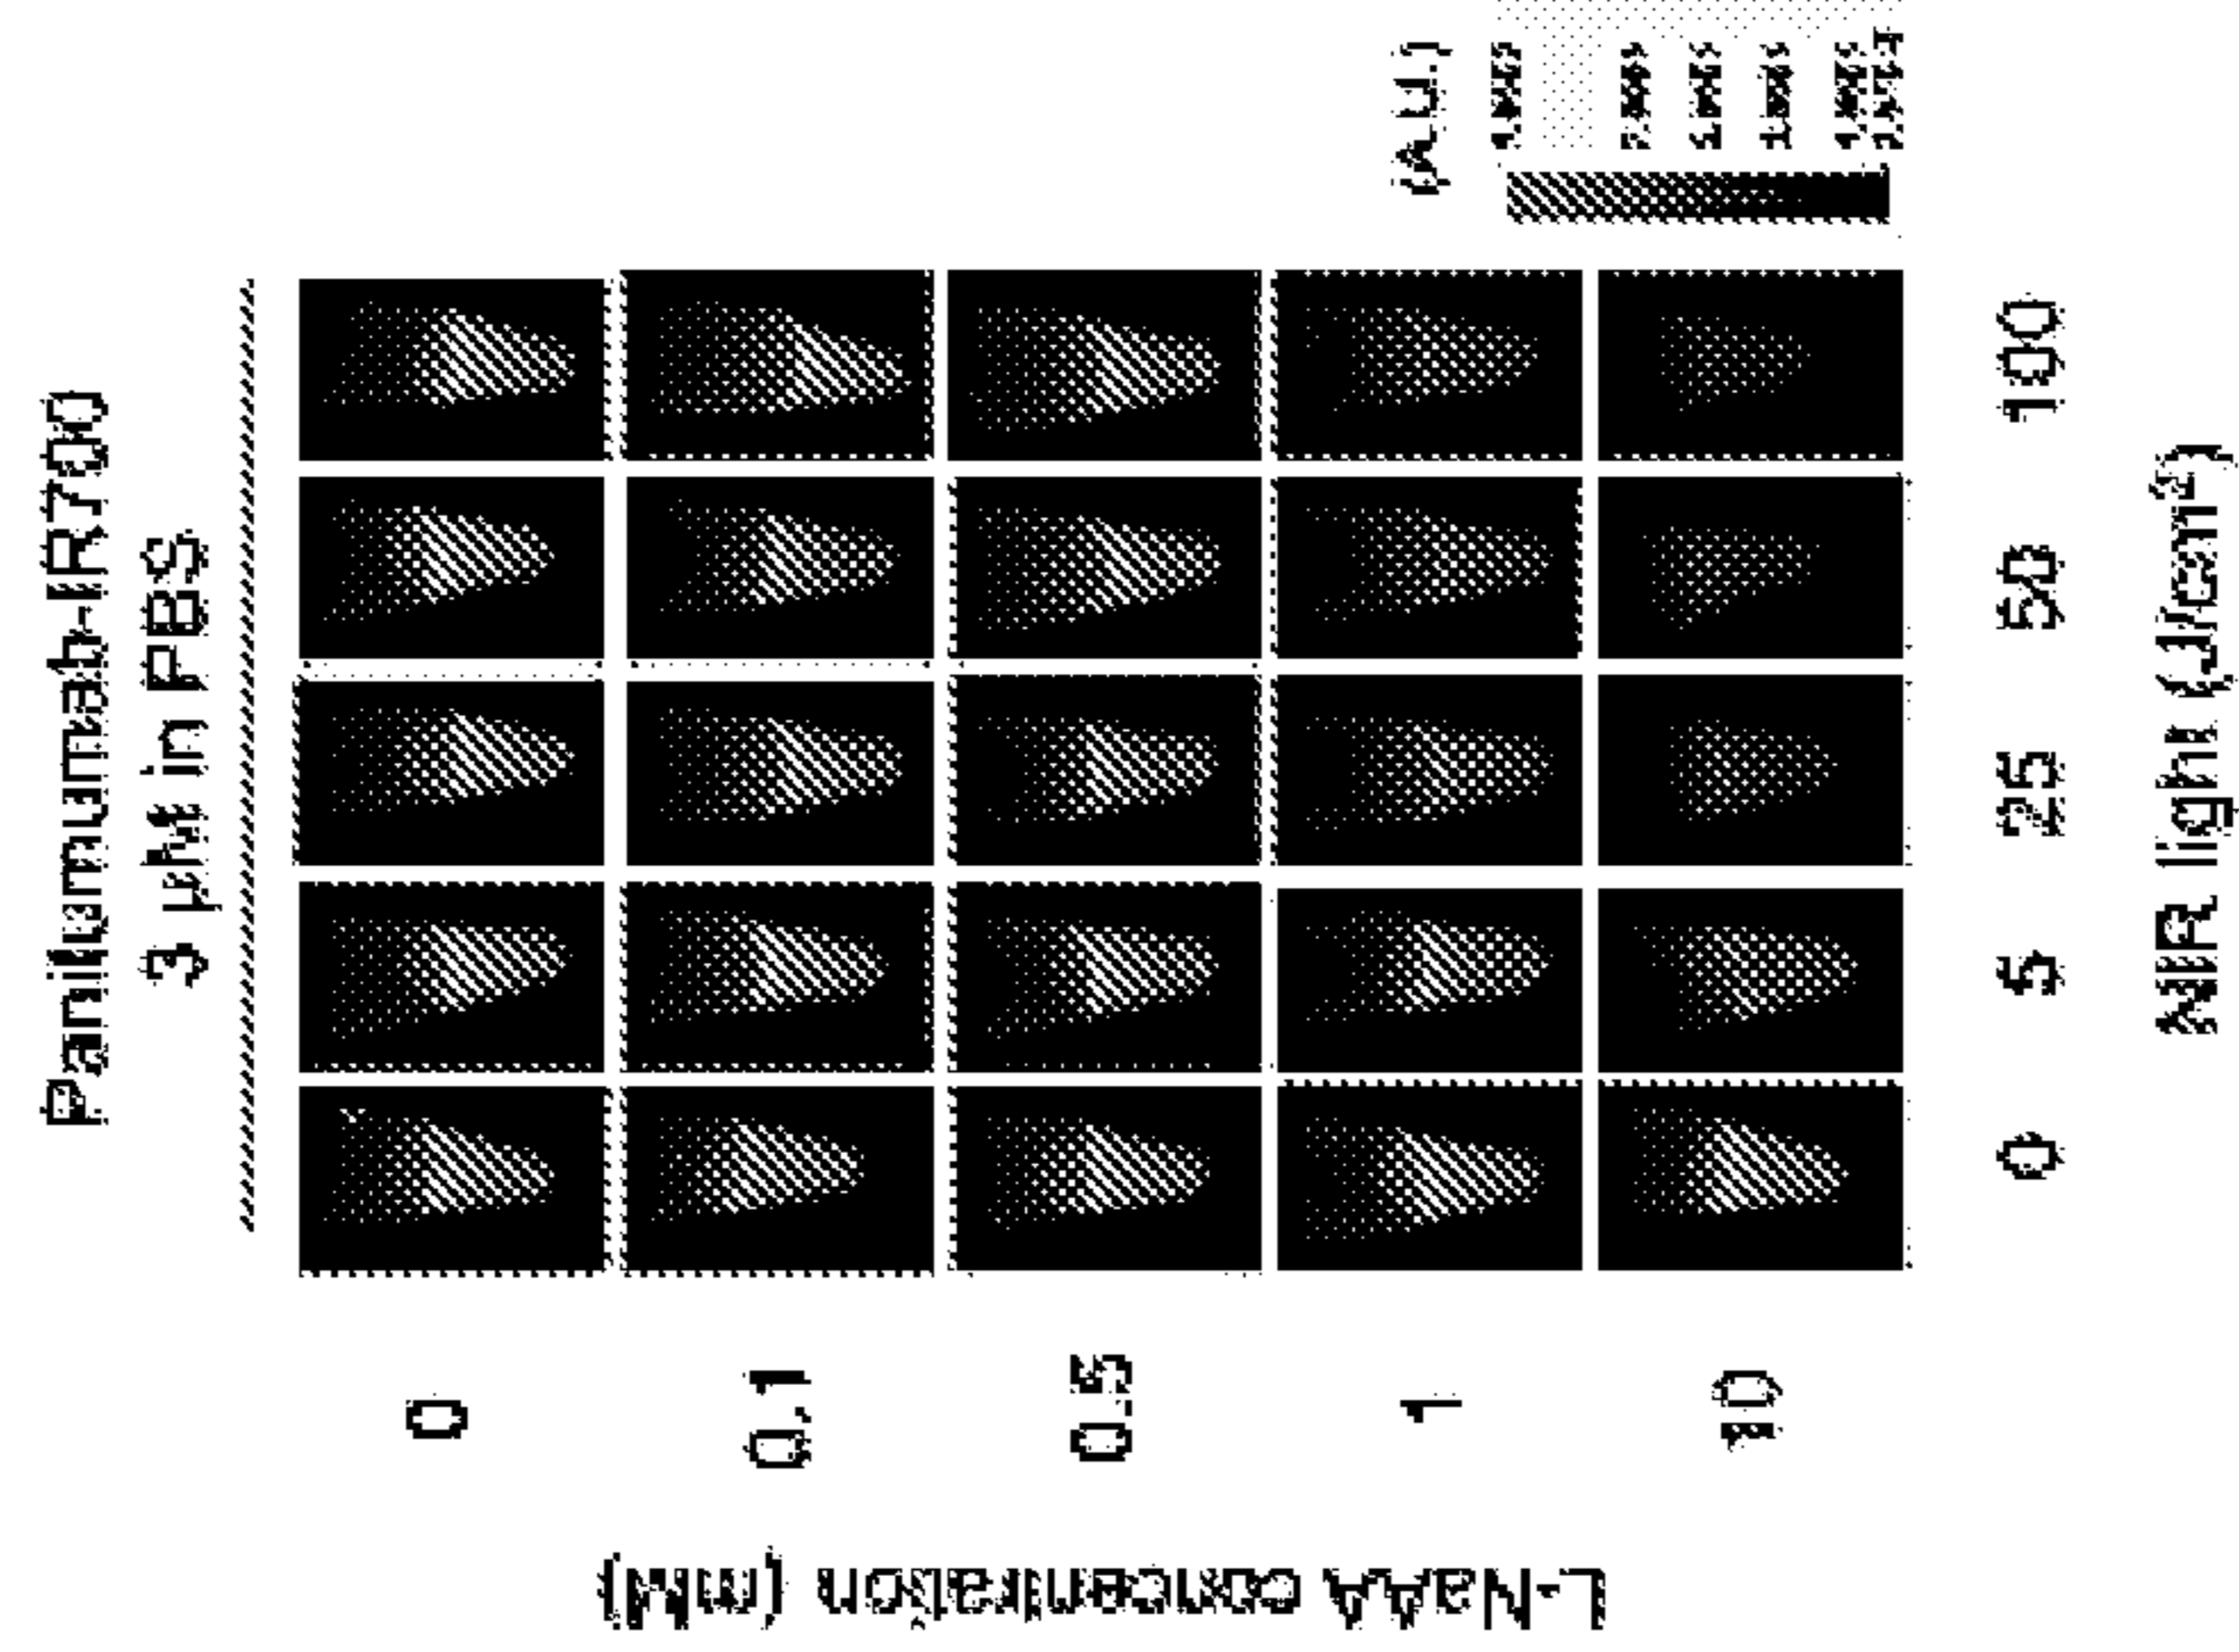 Panitumumab-IR700
3 µM in PBS
L-NaAA concentration (mM)
0
0.1
0.5
1
10
0 5 25 50 100
NIR light (J/cm²)
(A.U.)